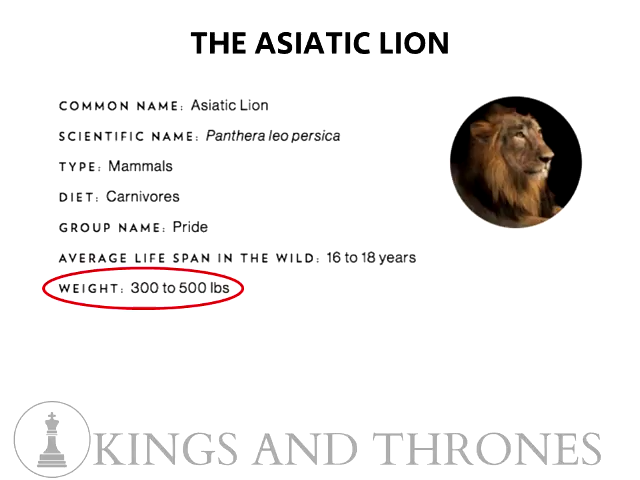 THE ASIATIC LION
COMMON NAME: Asiatic Lion
SCIENTIFIC NAME: Panthera leo persica
TYPE: Mammals
DIET: Carnivores
GROUP NAME: Pride
AVERAGE LIFE SPAN IN THE WILD: 16 to 18 years
WEIGHT: 300 to 500 lbs
KINGS AND THRONES